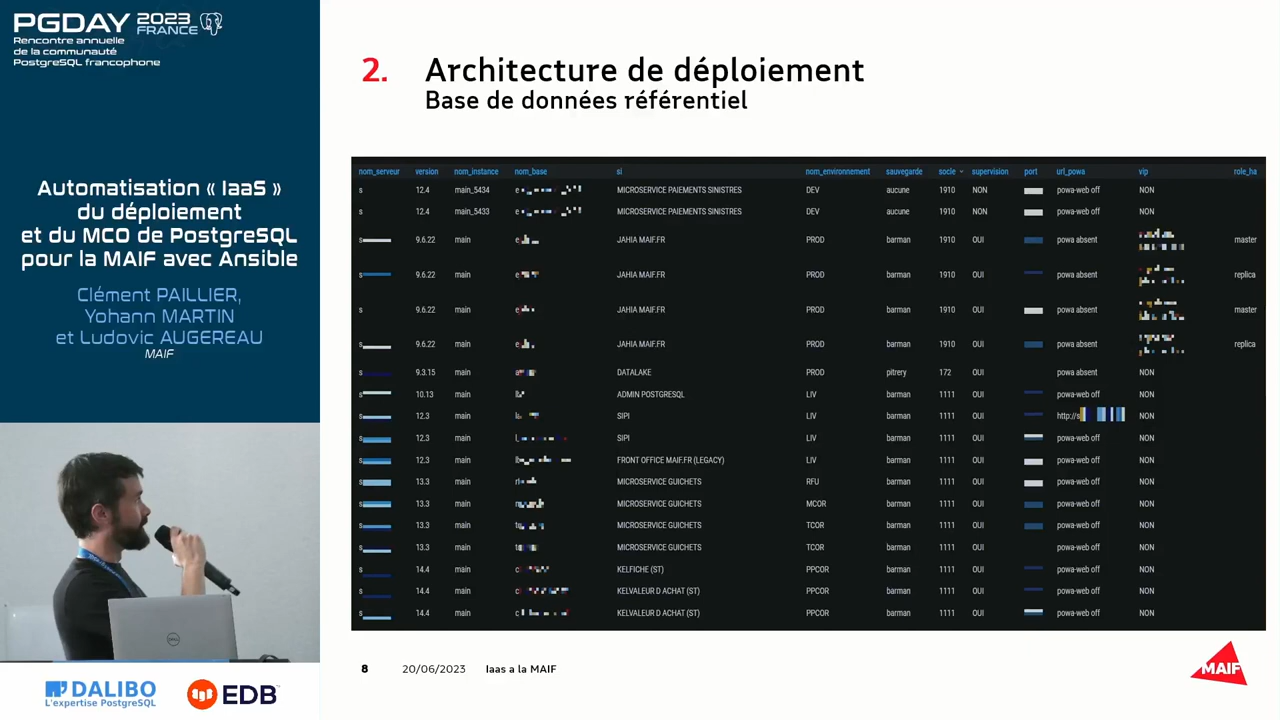 PGDAY 2023 FRANCE
Rencontre annuelle
de la communauté
PostgreSQL francophone
Automatisation « IaaS »
du déploiement
et du MCO de PostgreSQL
pour la MAIF avec Ansible
Clément PAILLIER,
Yohann MARTIN
et Ludovic AUGEREAU
MAIF
DALIBO
L'expertise PostgreSQL
EDB
2. Architecture de déploiement
Base de données référentiel
nom_serveur version nom_instance nom_base si nom_environnement sauvegarde socle supervision port url_powa vip role_ha
s 12.4 main_5434 e MICROSERVICE PAIEMENTS SINISTRES DEV aucune 1910 NON powa-web off NON
s 12.4 main_5433 e MICROSERVICE PAIEMENTS SINISTRES DEV aucune 1910 NON powa-web off NON
s 9.6.22 main e JAHIA MAIF.FR PROD barman 1910 OUI powa absent master
s 9.6.22 main e JAHIA MAIF.FR PROD barman 1910 OUI powa absent replica
s 9.6.22 main e JAHIA MAIF.FR PROD barman 1910 OUI powa absent master
s 9.6.22 main e JAHIA MAIF.FR PROD barman 1910 OUI powa absent replica
s 9.3.15 main DATALAKE PROD pitrery 172 OUI powa absent NON
s 10.13 main ADMIN POSTGRESQL LIV barman 1111 OUI powa-web off NON
s 12.3 main SIPI LIV barman 1111 OUI http://s NON
s 12.3 main SIPI LIV barman 1111 OUI powa-web off NON
s 12.3 main FRONT OFFICE MAIF.FR (LEGACY) LIV barman 1111 OUI powa-web off NON
s 13.3 main MICROSERVICE GUICHETS RFU barman 1111 OUI powa-web off NON
s 13.3 main MICROSERVICE GUICHETS MCOR barman 1111 OUI powa-web off NON
s 13.3 main MICROSERVICE GUICHETS TCOR barman 1111 OUI powa-web off NON
s 13.3 main MICROSERVICE GUICHETS TCOR barman 1111 OUI powa-web off NON
s 14.4 main c KELFICHE (ST) PPCOR barman 1111 OUI powa-web off NON
s 14.4 main c KELVALEUR D ACHAT (ST) PPCOR barman 1111 OUI powa-web off NON
s 14.4 main c KELVALEUR D ACHAT (ST) PPCOR barman 1111 OUI powa-web off NON
8 20/06/2023 Iaas a la MAIF
MAIF